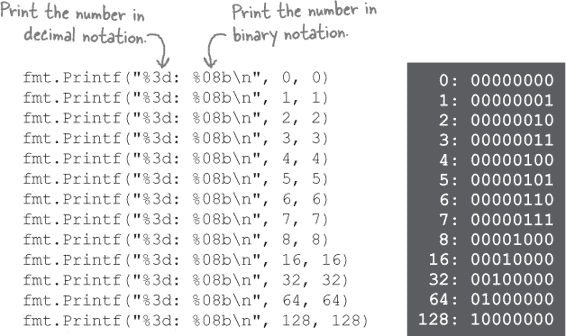 Print the number in
decimal notation.
Print the number in
binary notation.
fmt.Printf("%3d: %08b\n", 0, 0)
fmt.Printf("%3d: %08b\n", 1, 1)
fmt.Printf("%3d: %08b\n", 2, 2)
fmt.Printf("%3d: %08b\n", 3, 3)
fmt.Printf("%3d: %08b\n", 4, 4)
fmt.Printf("%3d: %08b\n", 5, 5)
fmt.Printf("%3d: %08b\n", 6, 6)
fmt.Printf("%3d: %08b\n", 7, 7)
fmt.Printf("%3d: %08b\n", 8, 8)
fmt.Printf("%3d: %08b\n", 16, 16)
fmt.Printf("%3d: %08b\n", 32, 32)
fmt.Printf("%3d: %08b\n", 64, 64)
fmt.Printf("%3d: %08b\n", 128, 128)
0: 00000000
1: 00000001
2: 00000010
3: 00000011
4: 00000100
5: 00000101
6: 00000110
7: 00000111
8: 00001000
16: 00010000
32: 00100000
64: 01000000
128: 10000000